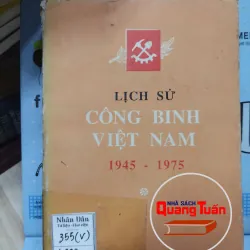 LỊCH SỬ
CÔNG BINH
VIỆT NAM
1945 - 1975
Nhân Dân
355(V)
NHÀ SÁCH
Quang Tuấn